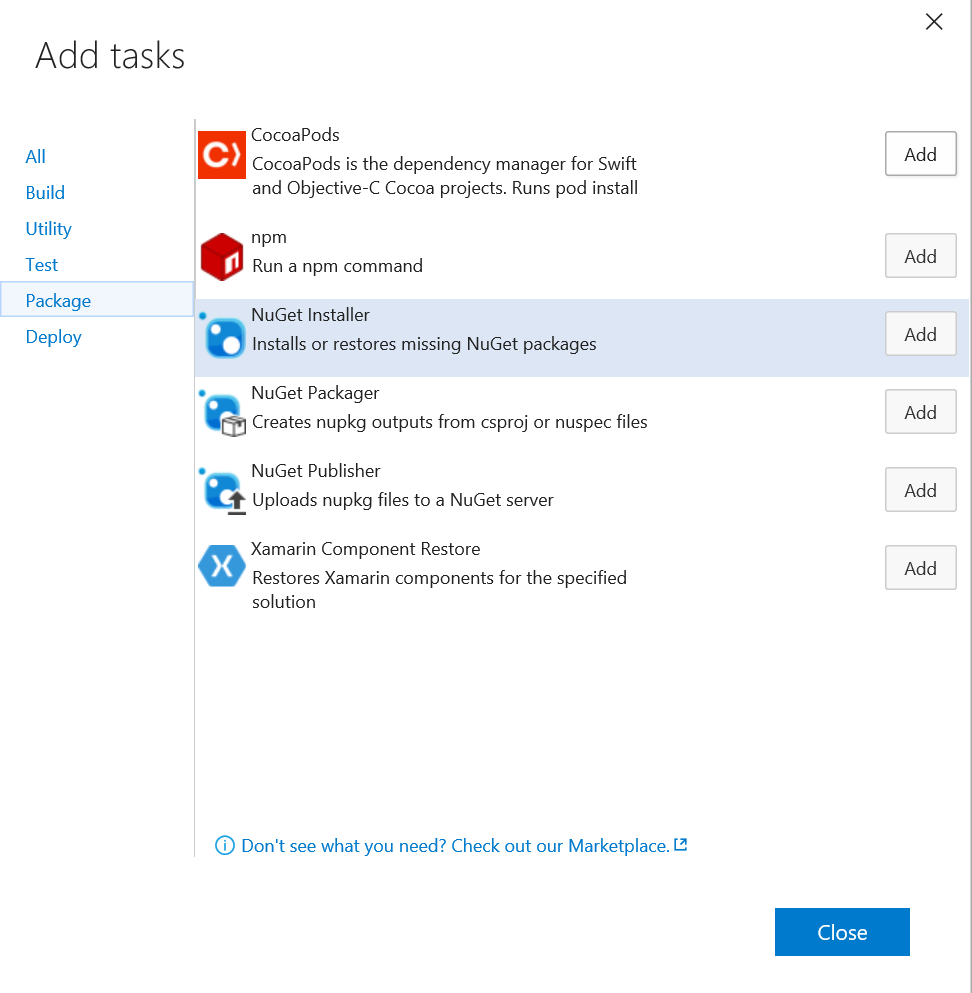 Add tasks
All
Build
Utility
Test
Package
Deploy
CocoaPods
CocoaPods is the dependency manager for Swift
and Objective-C Cocoa projects. Runs pod install
Add
npm
Run a npm command
Add
NuGet Installer
Installs or restores missing NuGet packages
Add
NuGet Packager
Creates nupkg outputs from csproj or nuspec files
Add
NuGet Publisher
Uploads nupkg files to a NuGet server
Add
Xamarin Component Restore
Restores Xamarin components for the specified
solution
Add
Don't see what you need? Check out our Marketplace.
Close